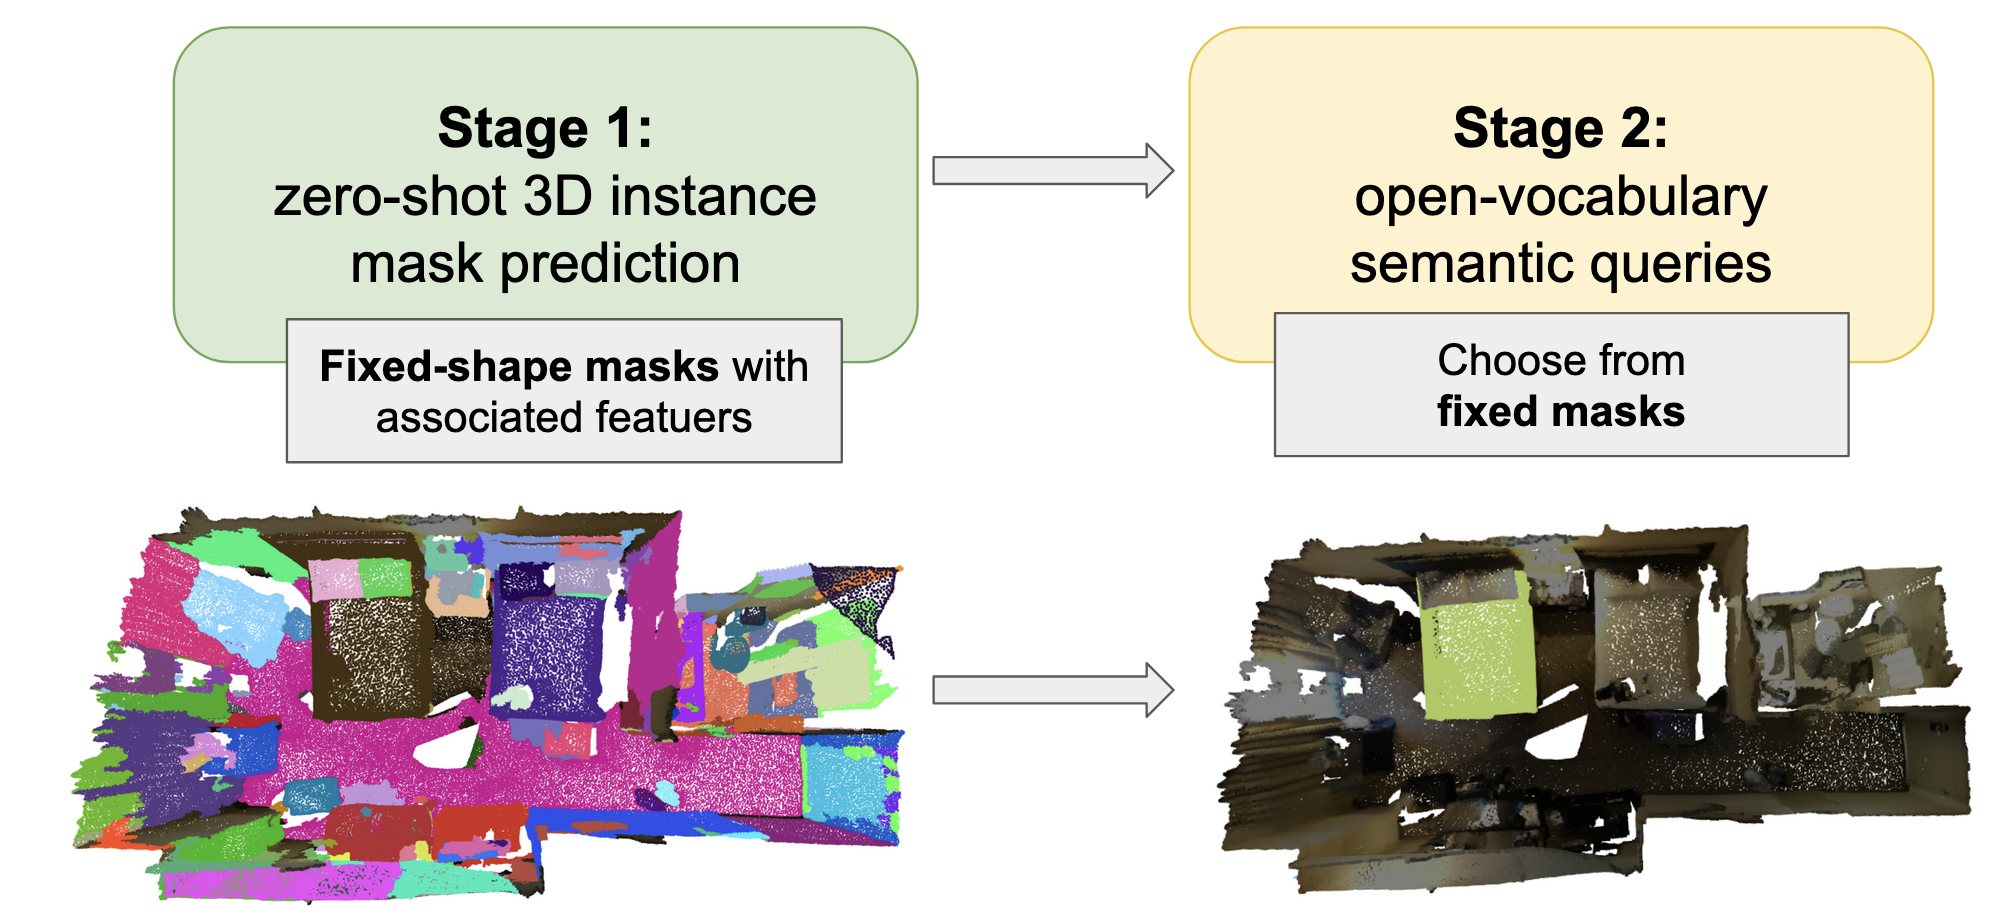 Stage 1:
zero-shot 3D instance
mask prediction
Fixed-shape masks with
associated featuers
Stage 2:
open-vocabulary
semantic queries
Choose from
fixed masks